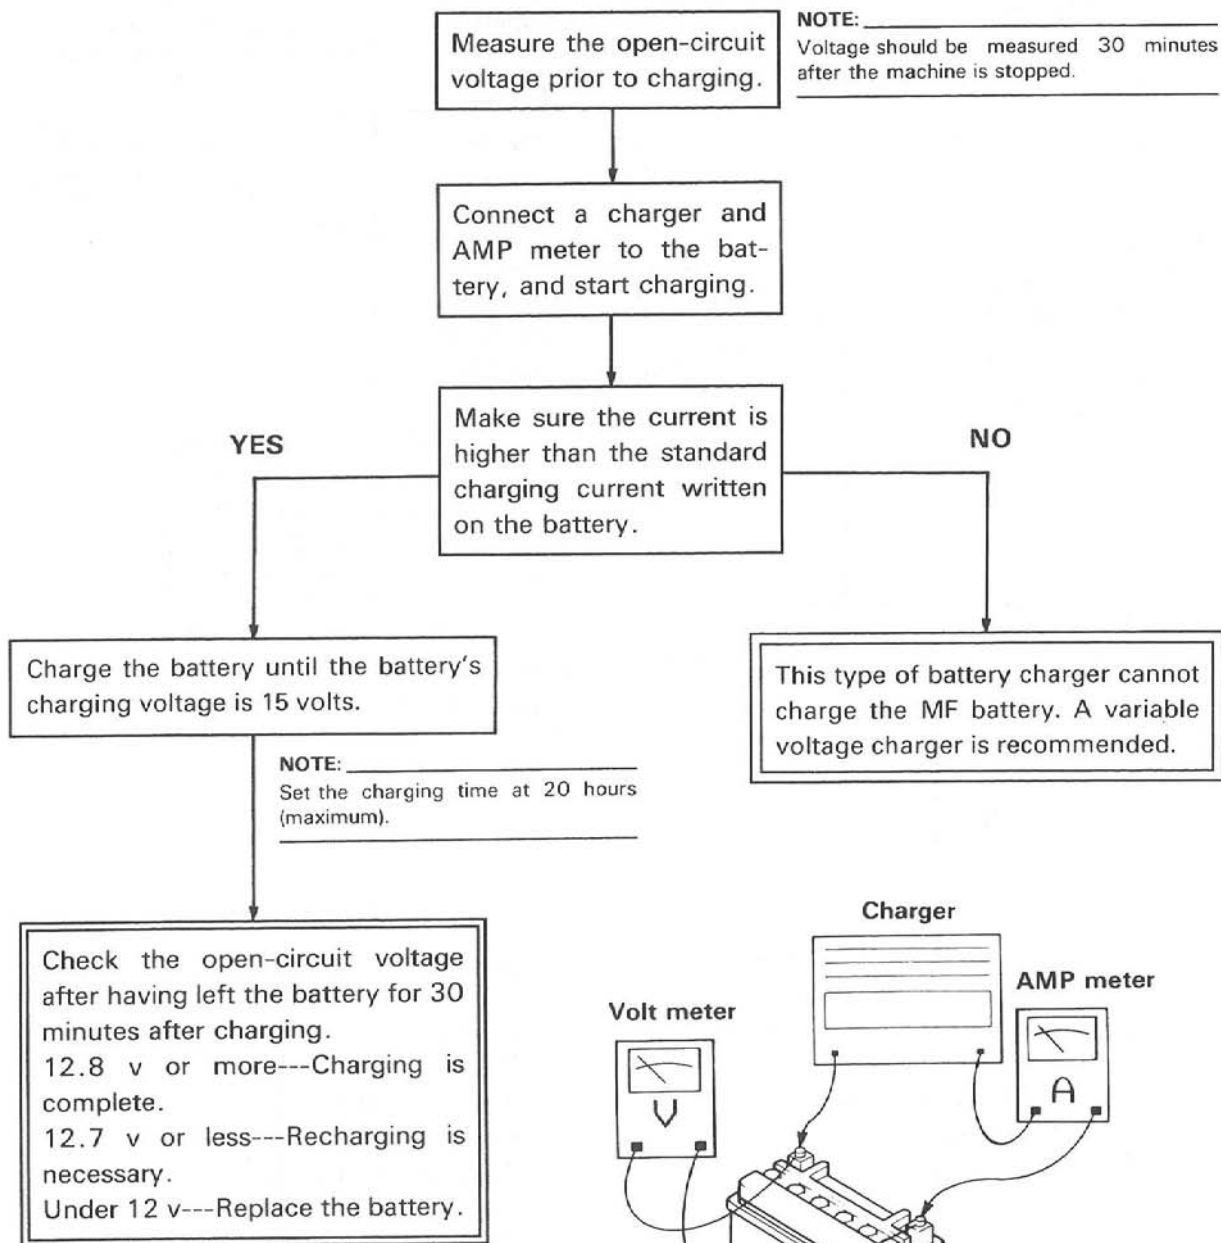 Measure the open-circuit
voltage prior to charging.
NOTE:
Voltage should be measured 30 minutes
after the machine is stopped.
Connect a charger and
AMP meter to the bat-
tery, and start charging.
Make sure the current is
higher than the standard
charging current written
on the battery.
YES
NO
Charge the battery until the battery's
charging voltage is 15 volts.
This type of battery charger cannot
charge the MF battery. A variable
voltage charger is recommended.
NOTE:
Set the charging time at 20 hours
(maximum).
Check the open-circuit voltage
after having left the battery for 30
minutes after charging.
12.8 v or more---Charging is
complete.
12.7 v or less---Recharging is
necessary.
Under 12 v---Replace the battery.
Charger
AMP meter
Volt meter
V
A